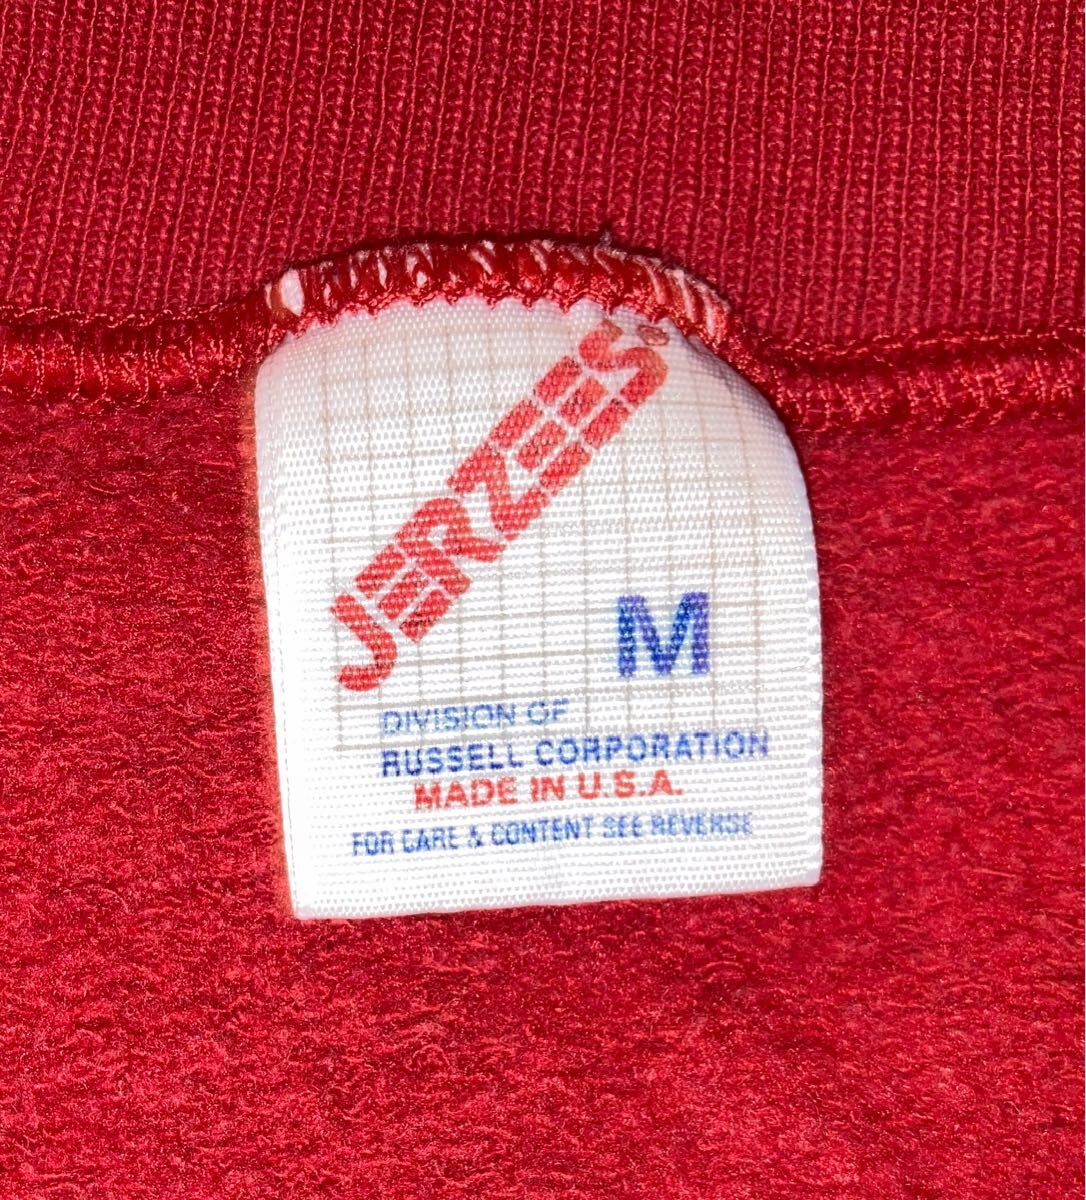 JERZEES®
M
DIVISION OF
RUSSELL CORPORATION
MADE IN U.S.A.
FOR CARE & CONTENT SEE REVERSE